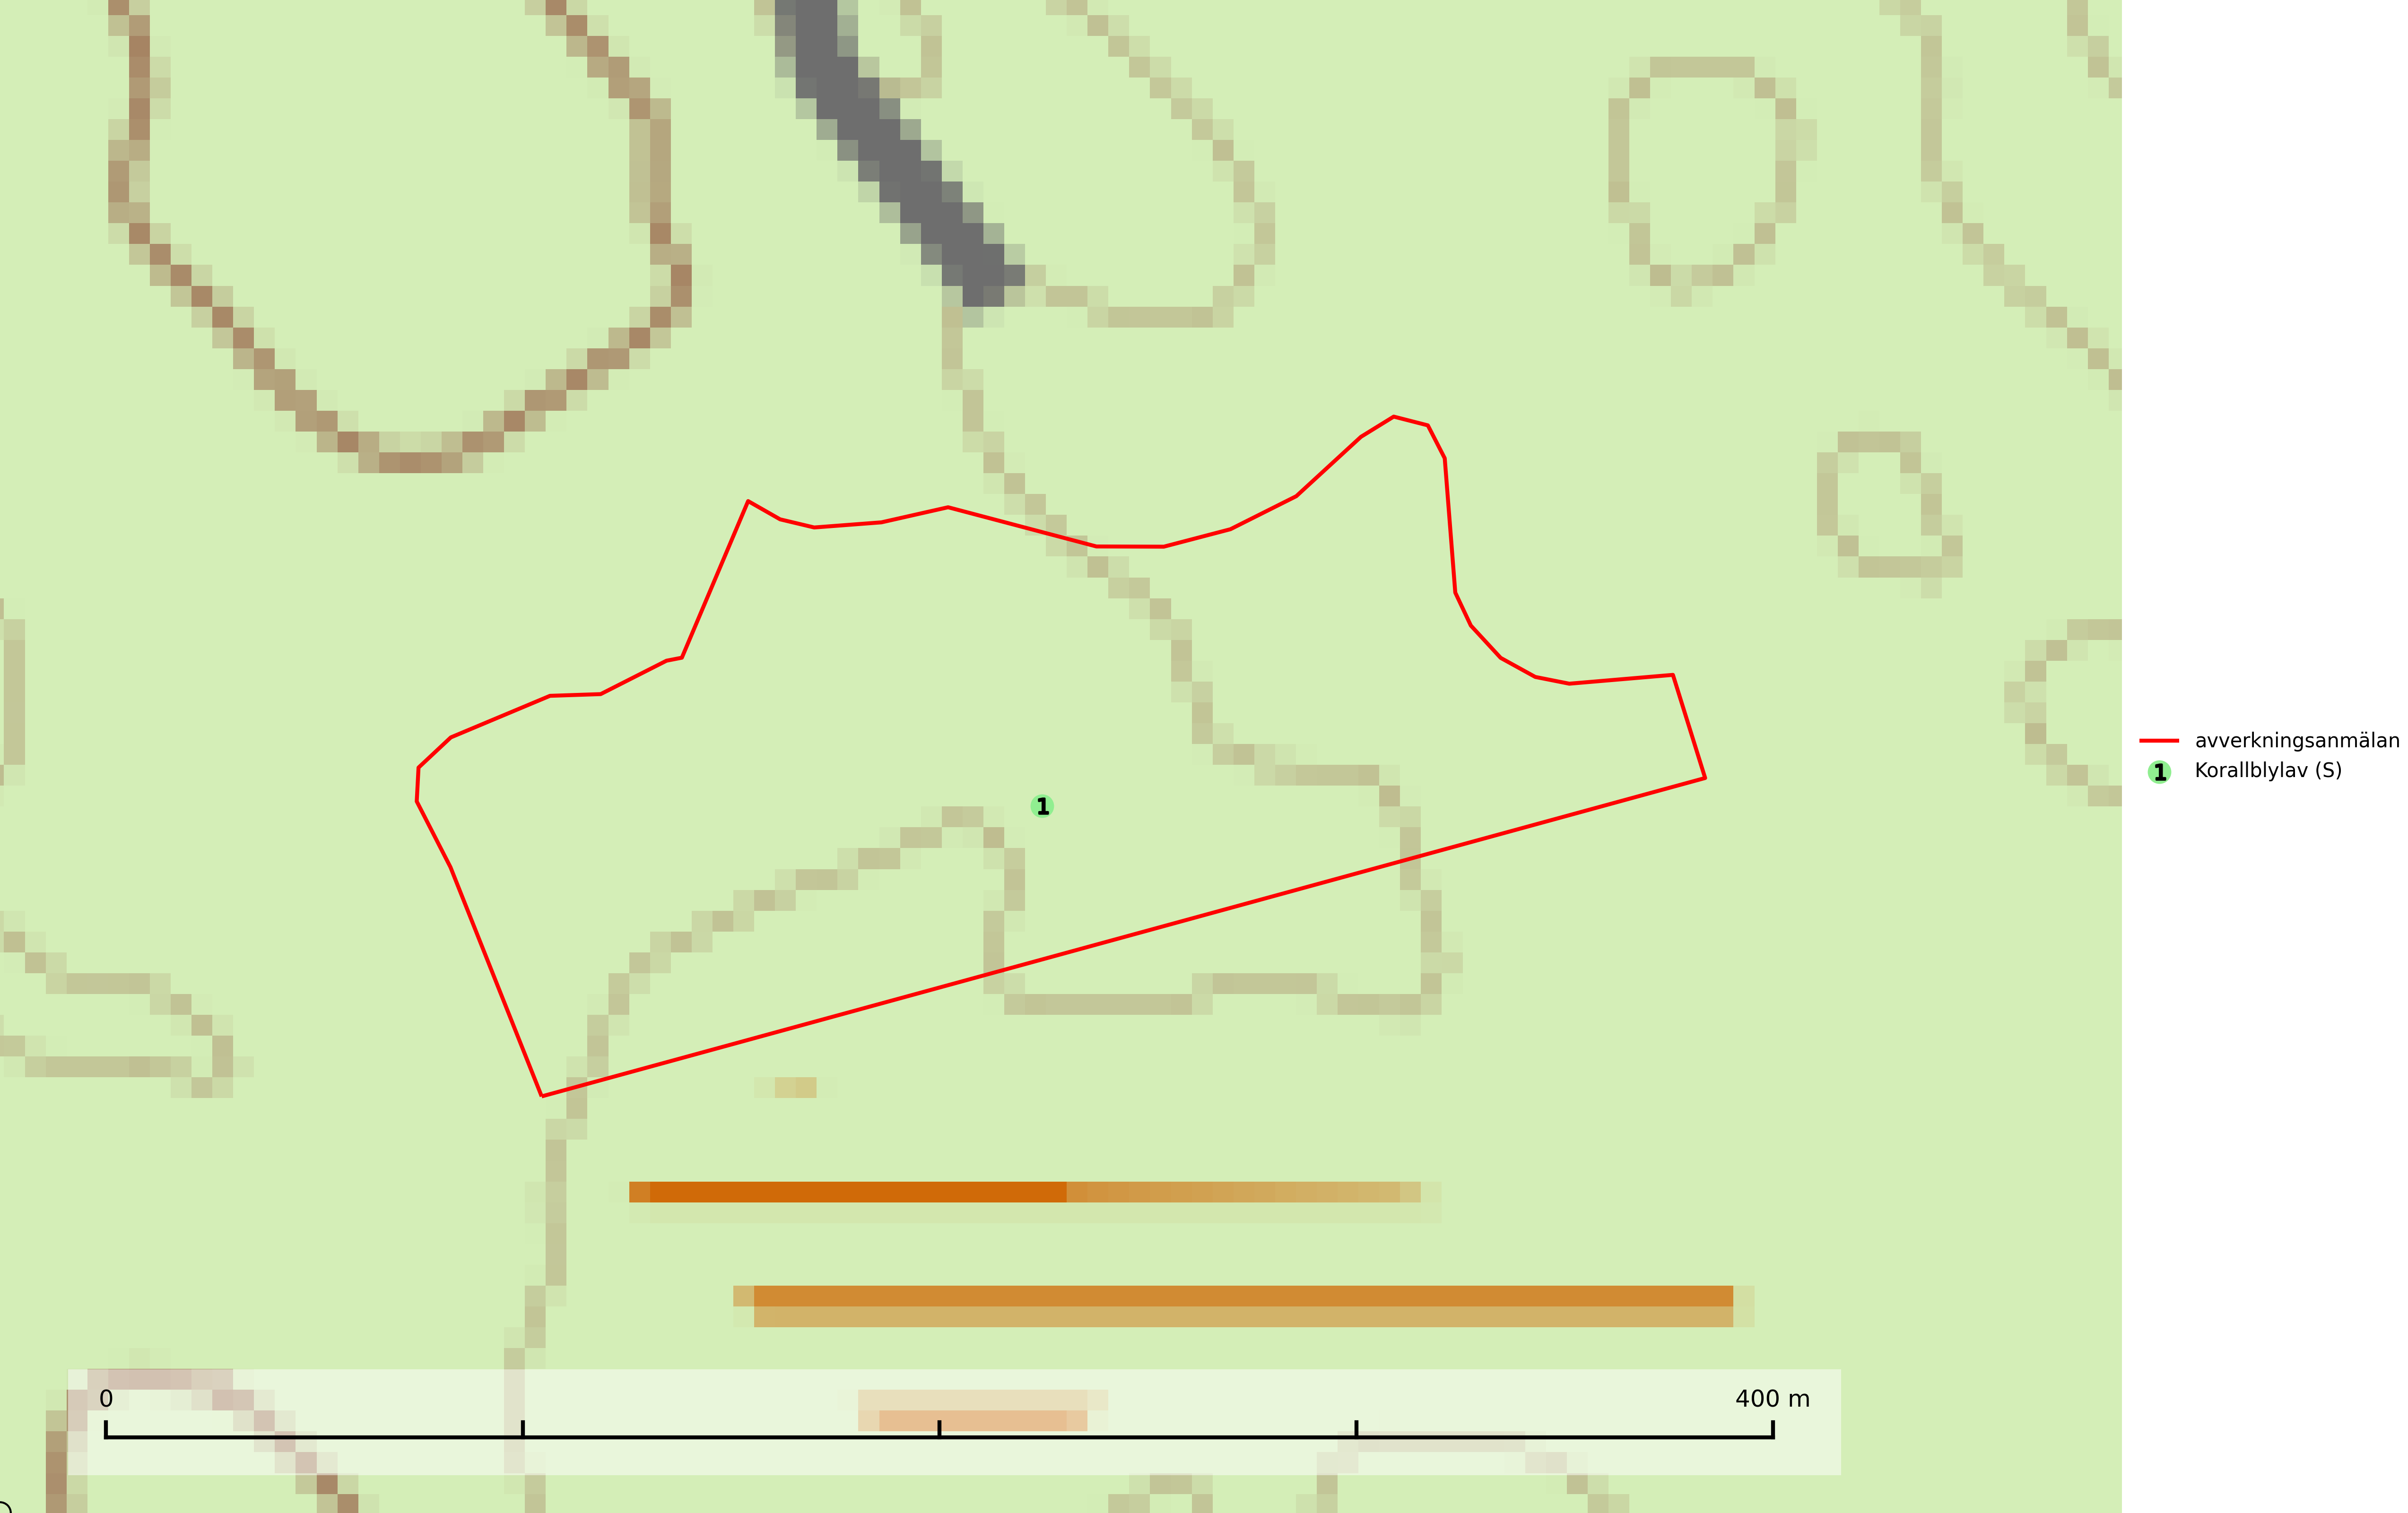 avverkningsanmälan
1 Korallblylav (S)
1
0 400 m